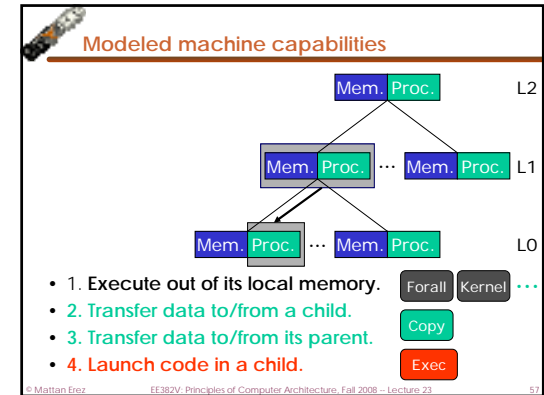 Modeled machine capabilities
Mem. Proc. L2
Mem. Proc. ... Mem. Proc. L1
Mem. Proc. ... Mem. Proc. L0
• 1. Execute out of its local memory. Forall Kernel ...
• 2. Transfer data to/from a child.
Copy
• 3. Transfer data to/from its parent.
• 4. Launch code in a child. Exec
© Mattan Erez EE382V: Principles of Computer Architecture, Fall 2008 -- Lecture 23 57